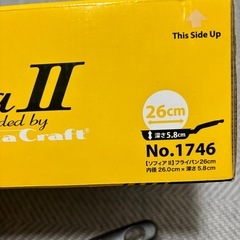 This Side Up
a II
ded by
a Craft®
26cm
深さ5.8cm
No.1746
【ソフィアⅡ】フライパン26cm
内径 26.0cm x 深さ5.8cm